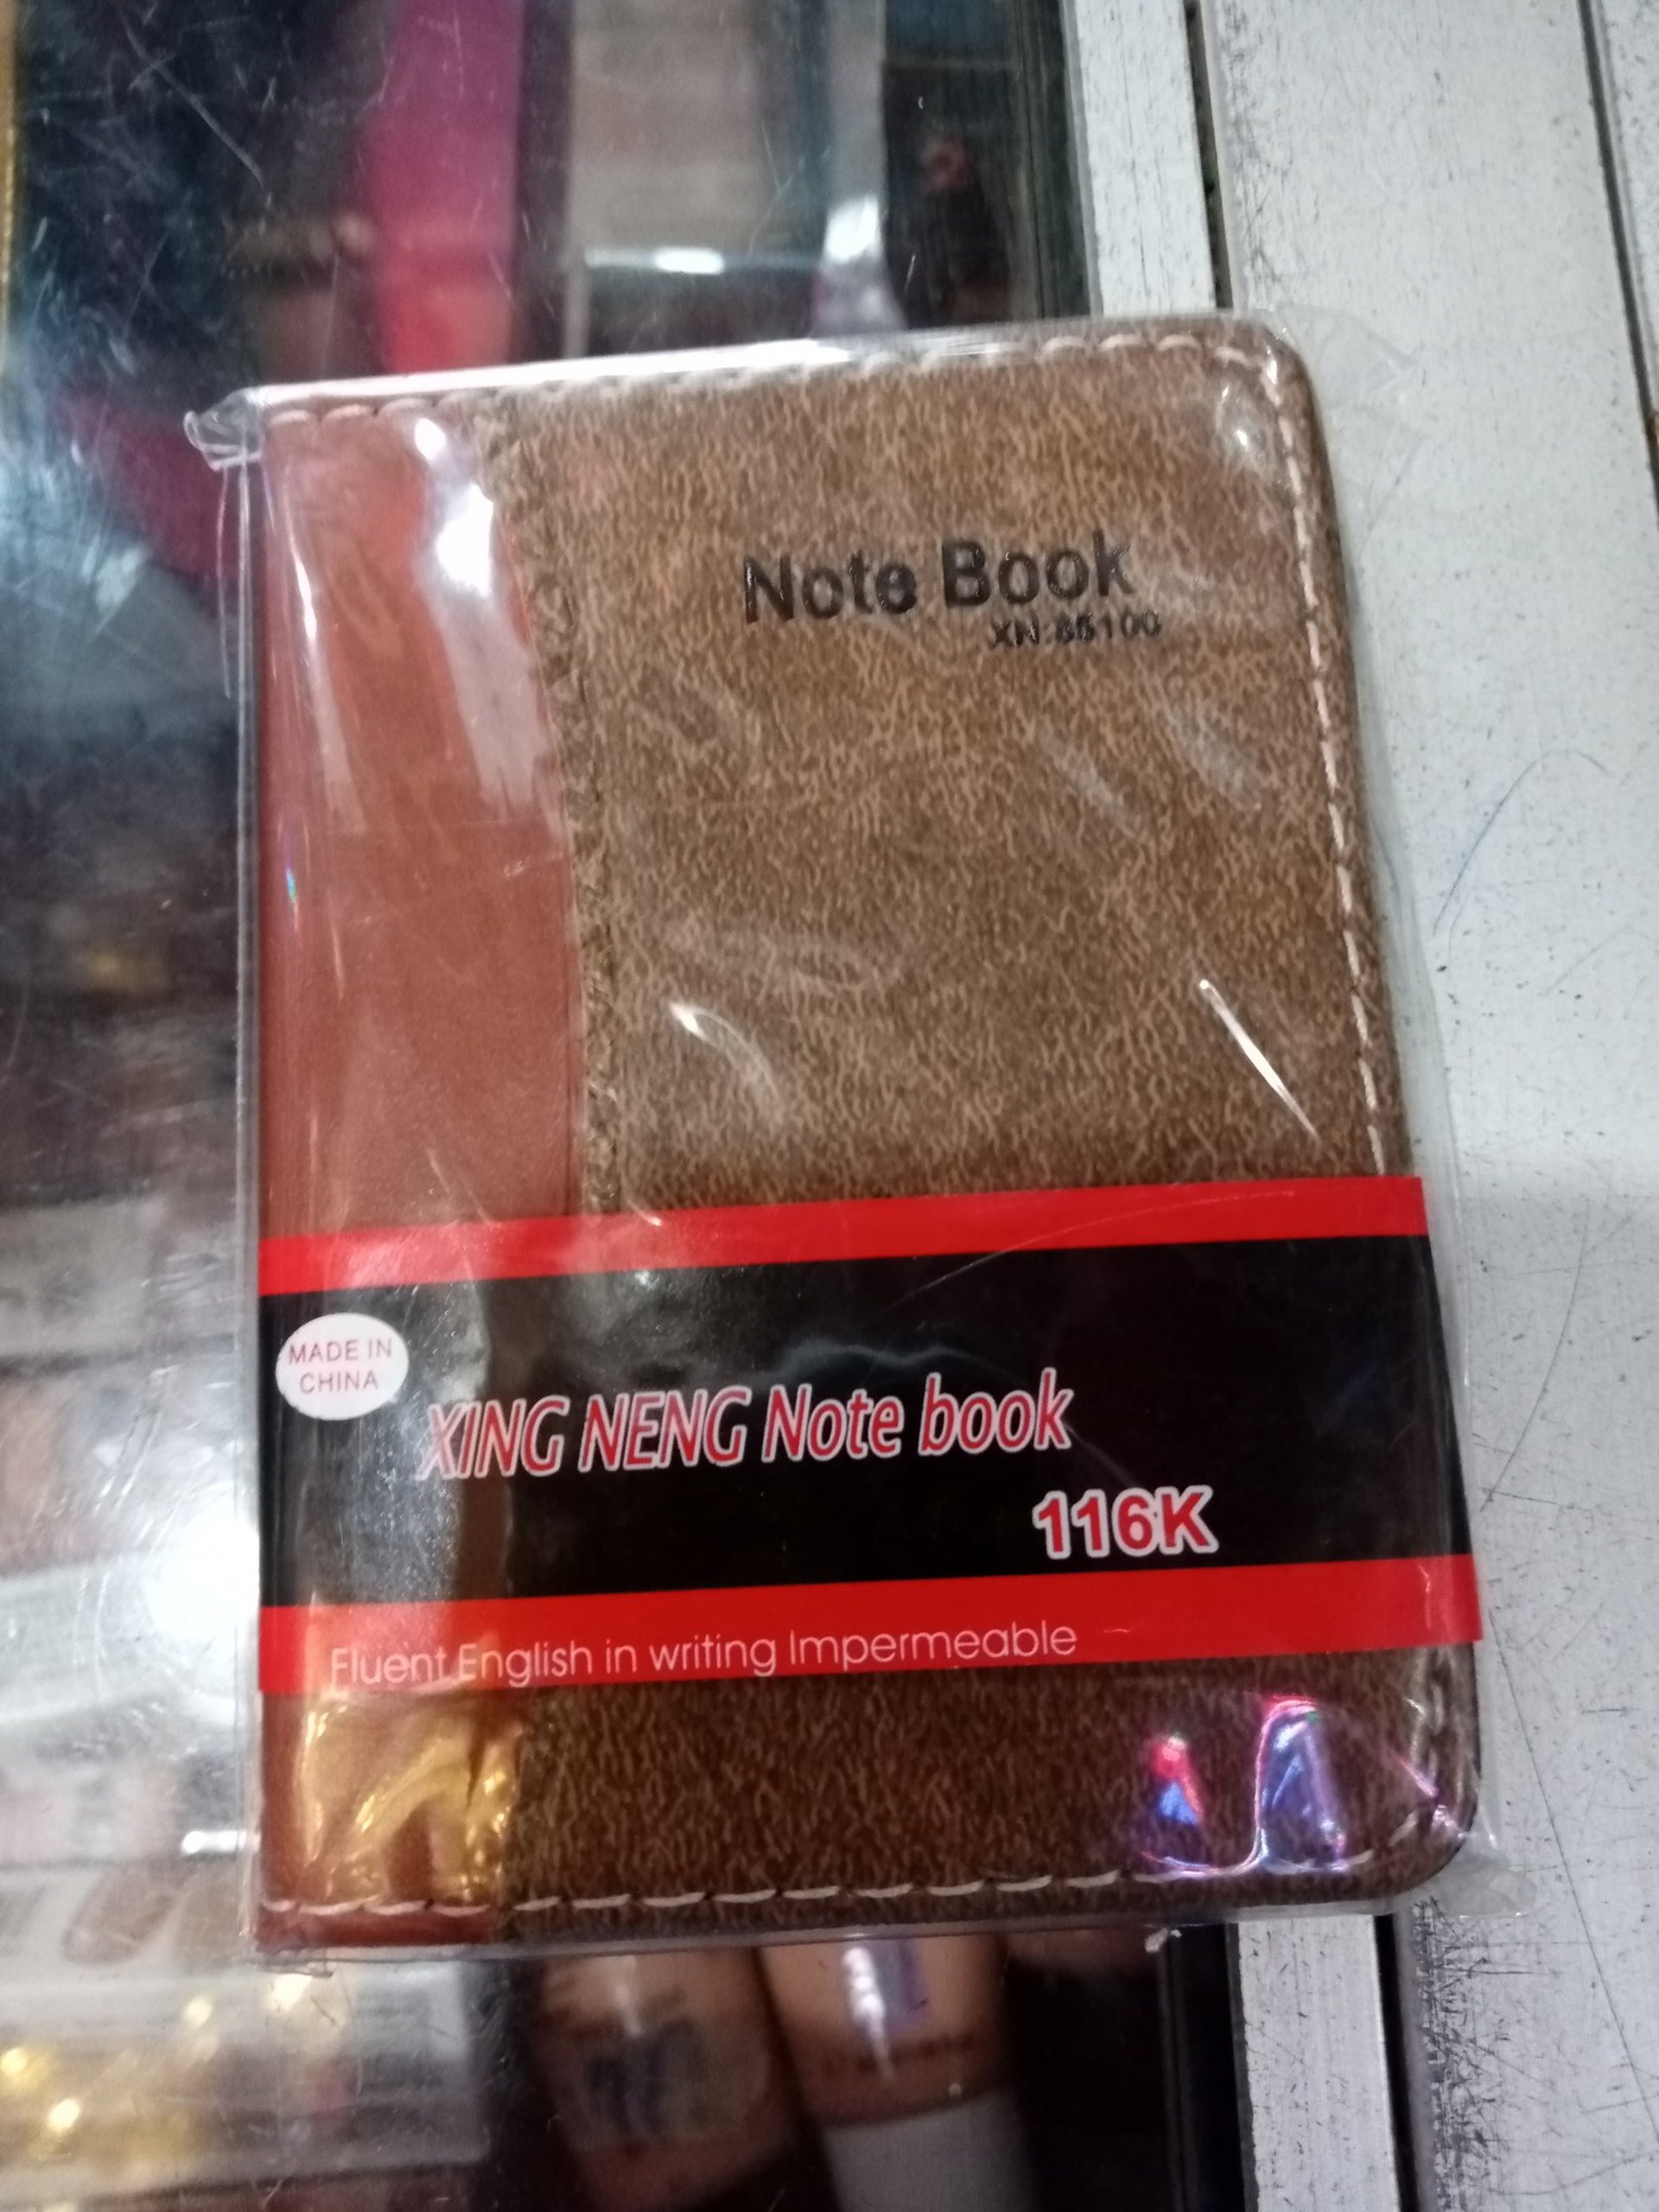 Note Book
XN:85100
MADE IN
CHINA
XING NENG Note book
116K
Fluent English in writing Impermeable